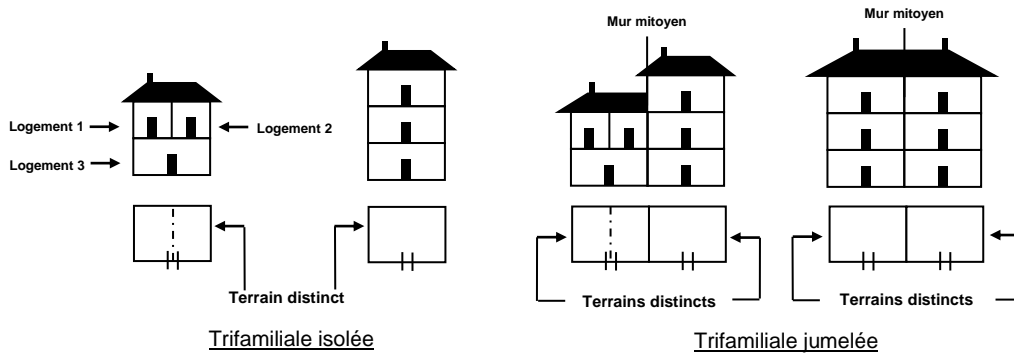 Mur mitoyen
Mur mitoyen
Logement 1
Logement 2
Logement 3
Terrain distinct
Terrains distincts
Terrains distincts
Trifamiliale isolée
Trifamiliale jumelée